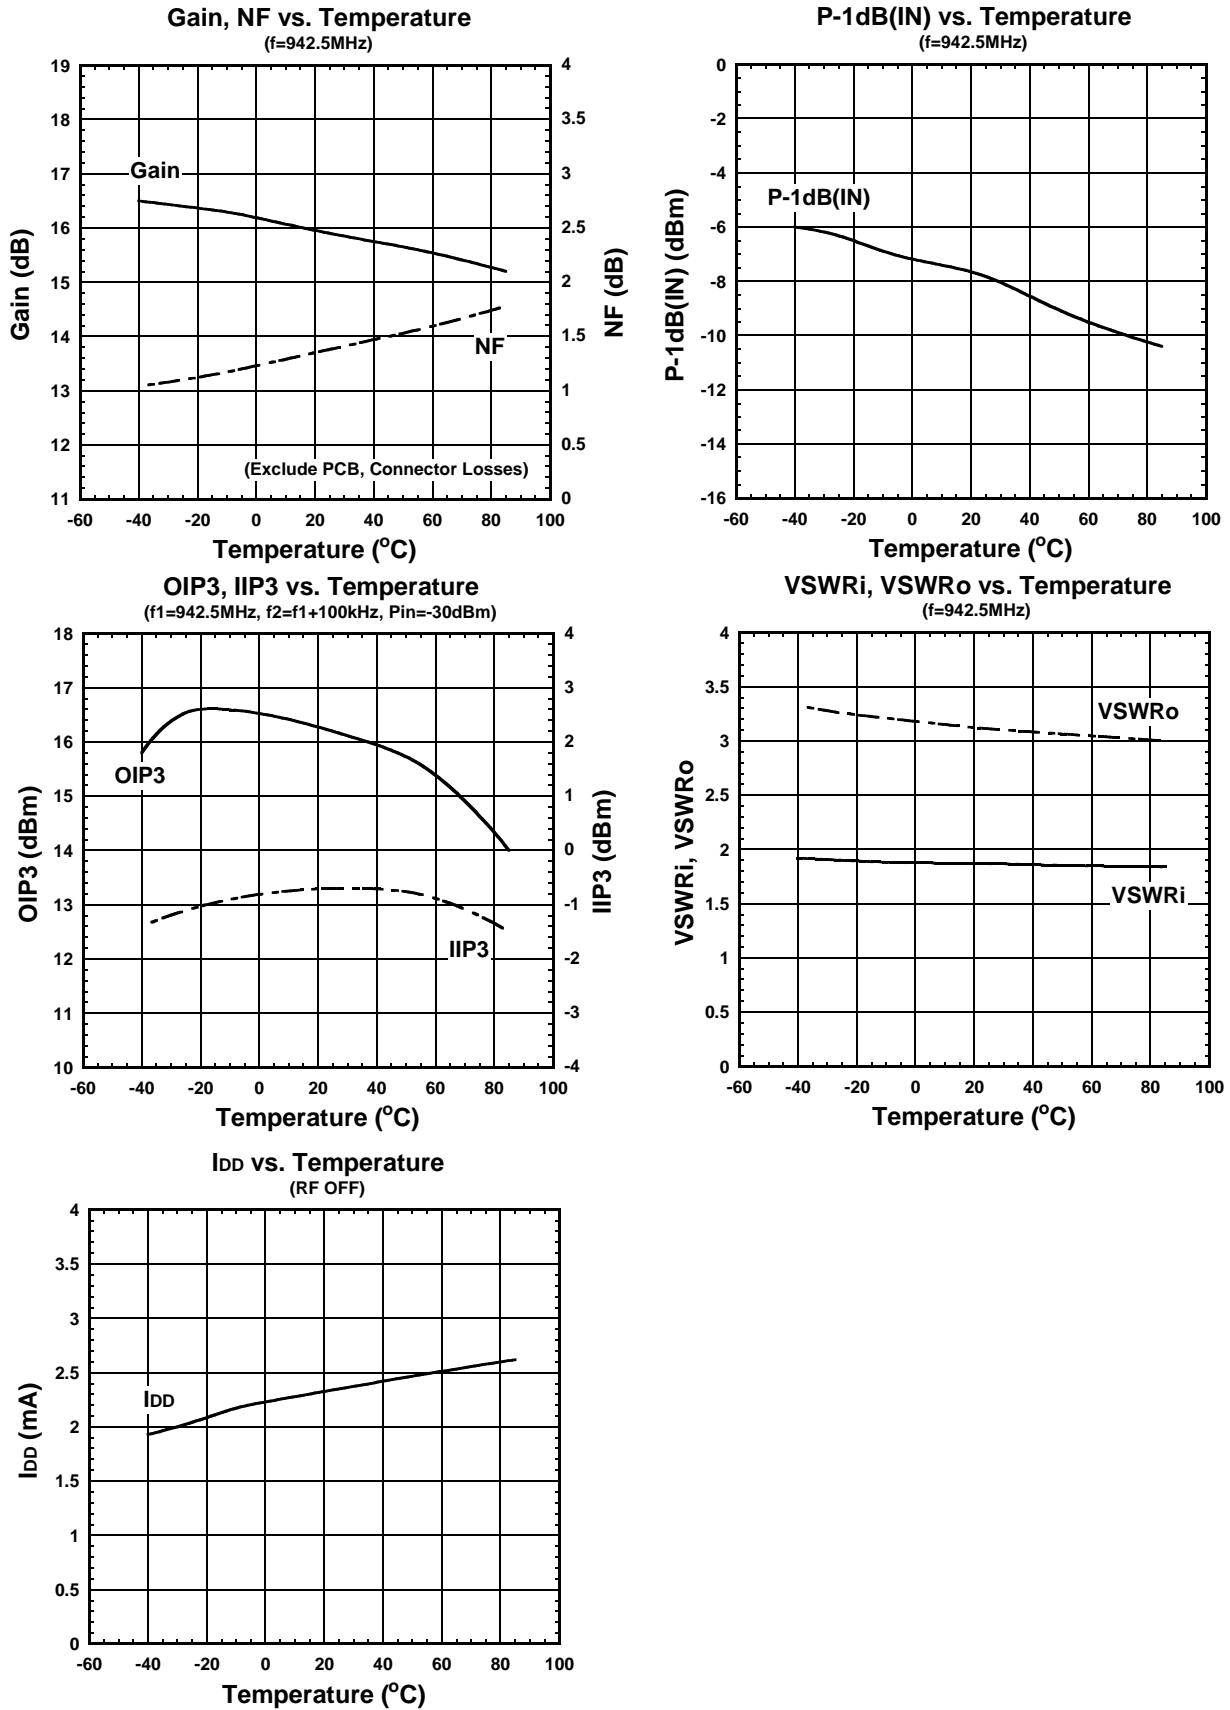 Gain, NF vs. Temperature
(f=942.5MHz)
19
18
17
16
15
14
13
12
11
Gain (dB)
4
3.5
3
2.5
2
1.5
1
0.5
0
NF (dB)
Gain
NF
(Exclude PCB, Connector Losses)
-60 -40 -20 0 20 40 60 80 100
Temperature (°C)
P-1dB(IN) vs. Temperature
(f=942.5MHz)
0
-2
-4
-6
-8
-10
-12
-14
-16
P-1dB(IN) (dBm)
P-1dB(IN)
-60 -40 -20 0 20 40 60 80 100
Temperature (°C)
OIP3, IIP3 vs. Temperature
(f1=942.5MHz, f2=f1+100kHz, Pin=-30dBm)
18
17
16
15
14
13
12
11
10
OIP3 (dBm)
4
3
2
1
0
-1
-2
-3
-4
IIP3 (dBm)
OIP3
IIP3
-60 -40 -20 0 20 40 60 80 100
Temperature (°C)
VSWRi, VSWRo vs. Temperature
(f=942.5MHz)
4
3.5
3
2.5
2
1.5
1
0.5
0
VSWRi, VSWRo
VSWRo
VSWRi
-60 -40 -20 0 20 40 60 80 100
Temperature (°C)
IDD vs. Temperature
(RF OFF)
4
3.5
3
2.5
2
1.5
1
0.5
0
IDD (mA)
IDD
-60 -40 -20 0 20 40 60 80 100
Temperature (°C)